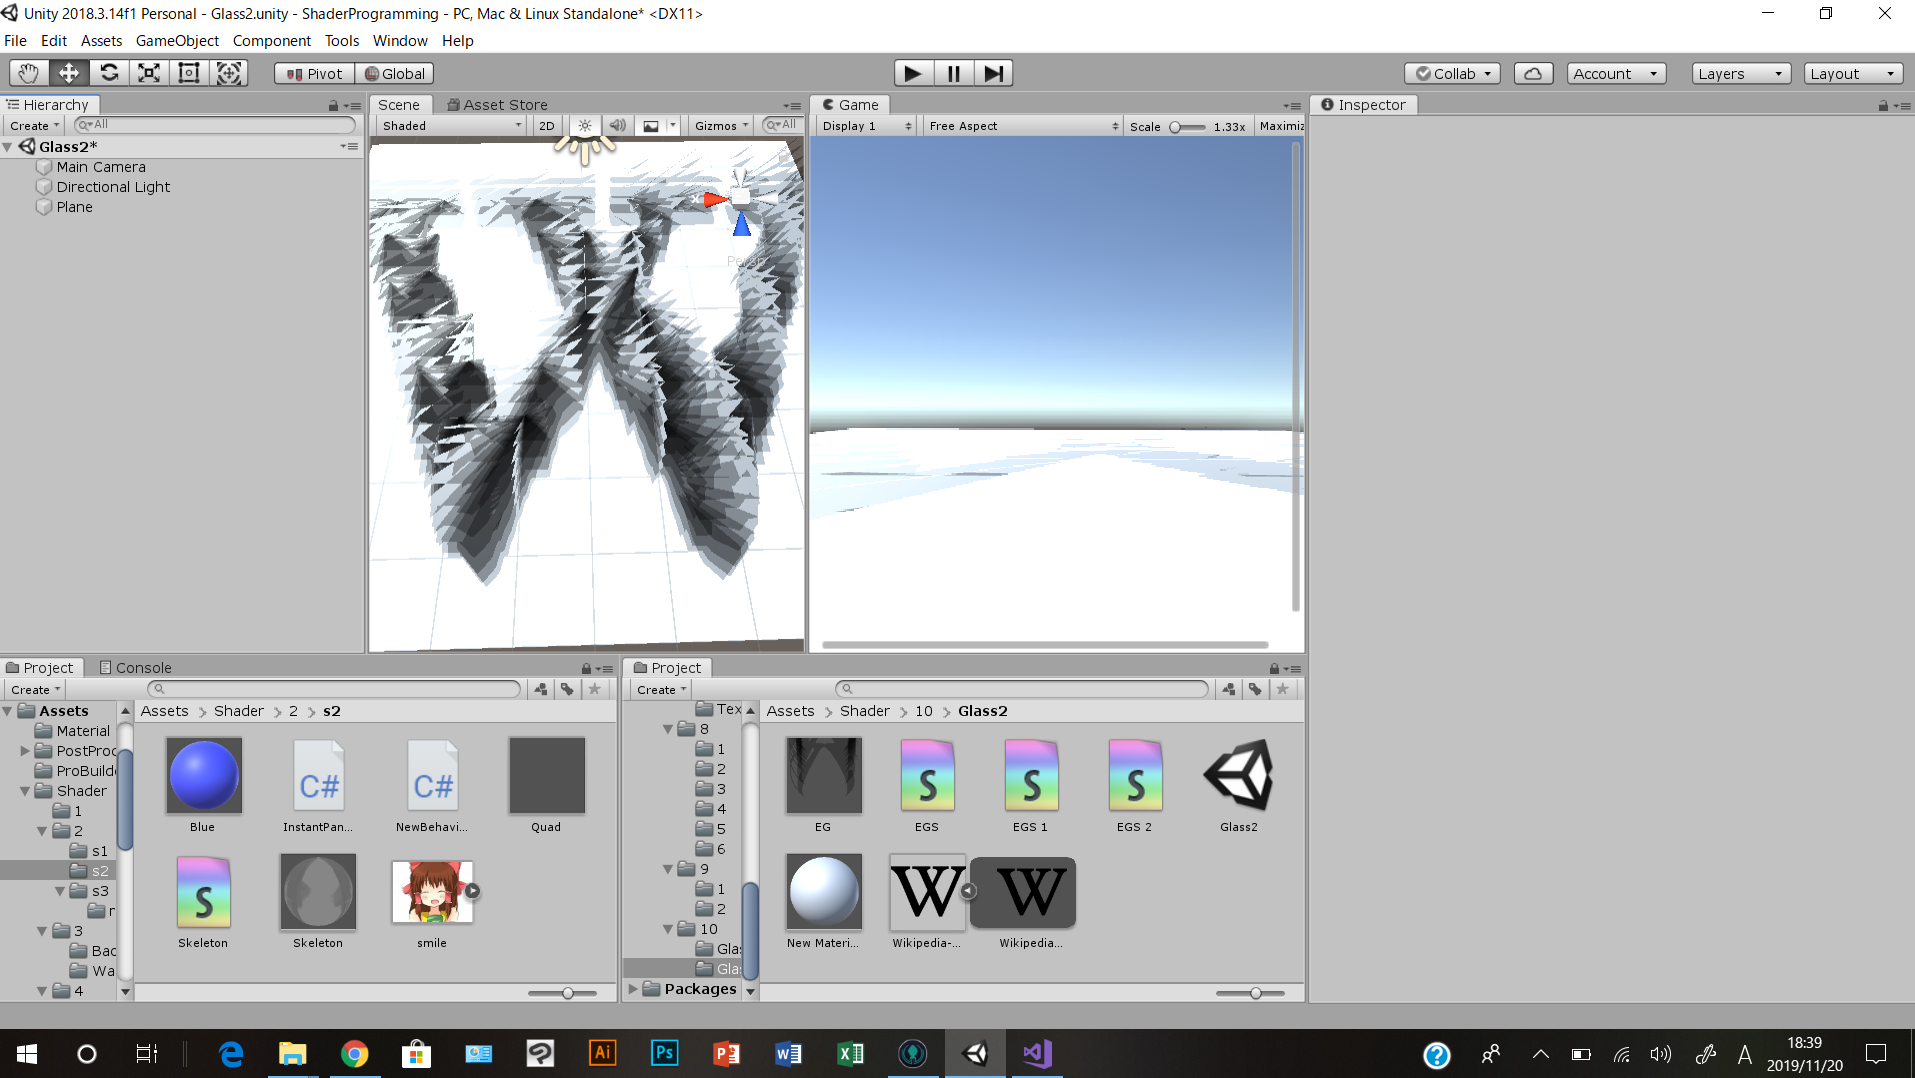 Unity 2018.3.14f1 Personal - Glass2.unity - ShaderProgramming - PC, Mac & Linux Standalone* <DX11>
File Edit Assets GameObject Component Tools Window Help
Pivot Global Collab Account Layers Layout
Hierarchy
Create All
Glass2*
Main Camera
Directional Light
Plane
Scene Asset Store
Shaded 2D Gizmos All
x
Persp
Game
Display 1 Free Aspect Scale 1.33x Maximiz
Inspector
Project Console
Create
Assets
Material
PostProc
ProBuilde
Shader
1
2
s1
s2
s3
r
3
Bac
Wa
4
Assets > Shader > 2 > s2
Blue InstantPan... NewBehavi... Quad
S
Skeleton Skeleton smile
C# C#
Project
Create
Tex
8
1
2
3
4
5
6
9
1
2
10
Gla
Gla
Packages
Assets > Shader > 10 > Glass2
S S S
EG EGS EGS 1 EGS 2 Glass2
W W
New Materi... Wikipedia-... Wikipedia...
Ai Ps P W X A
18:39
2019/11/20